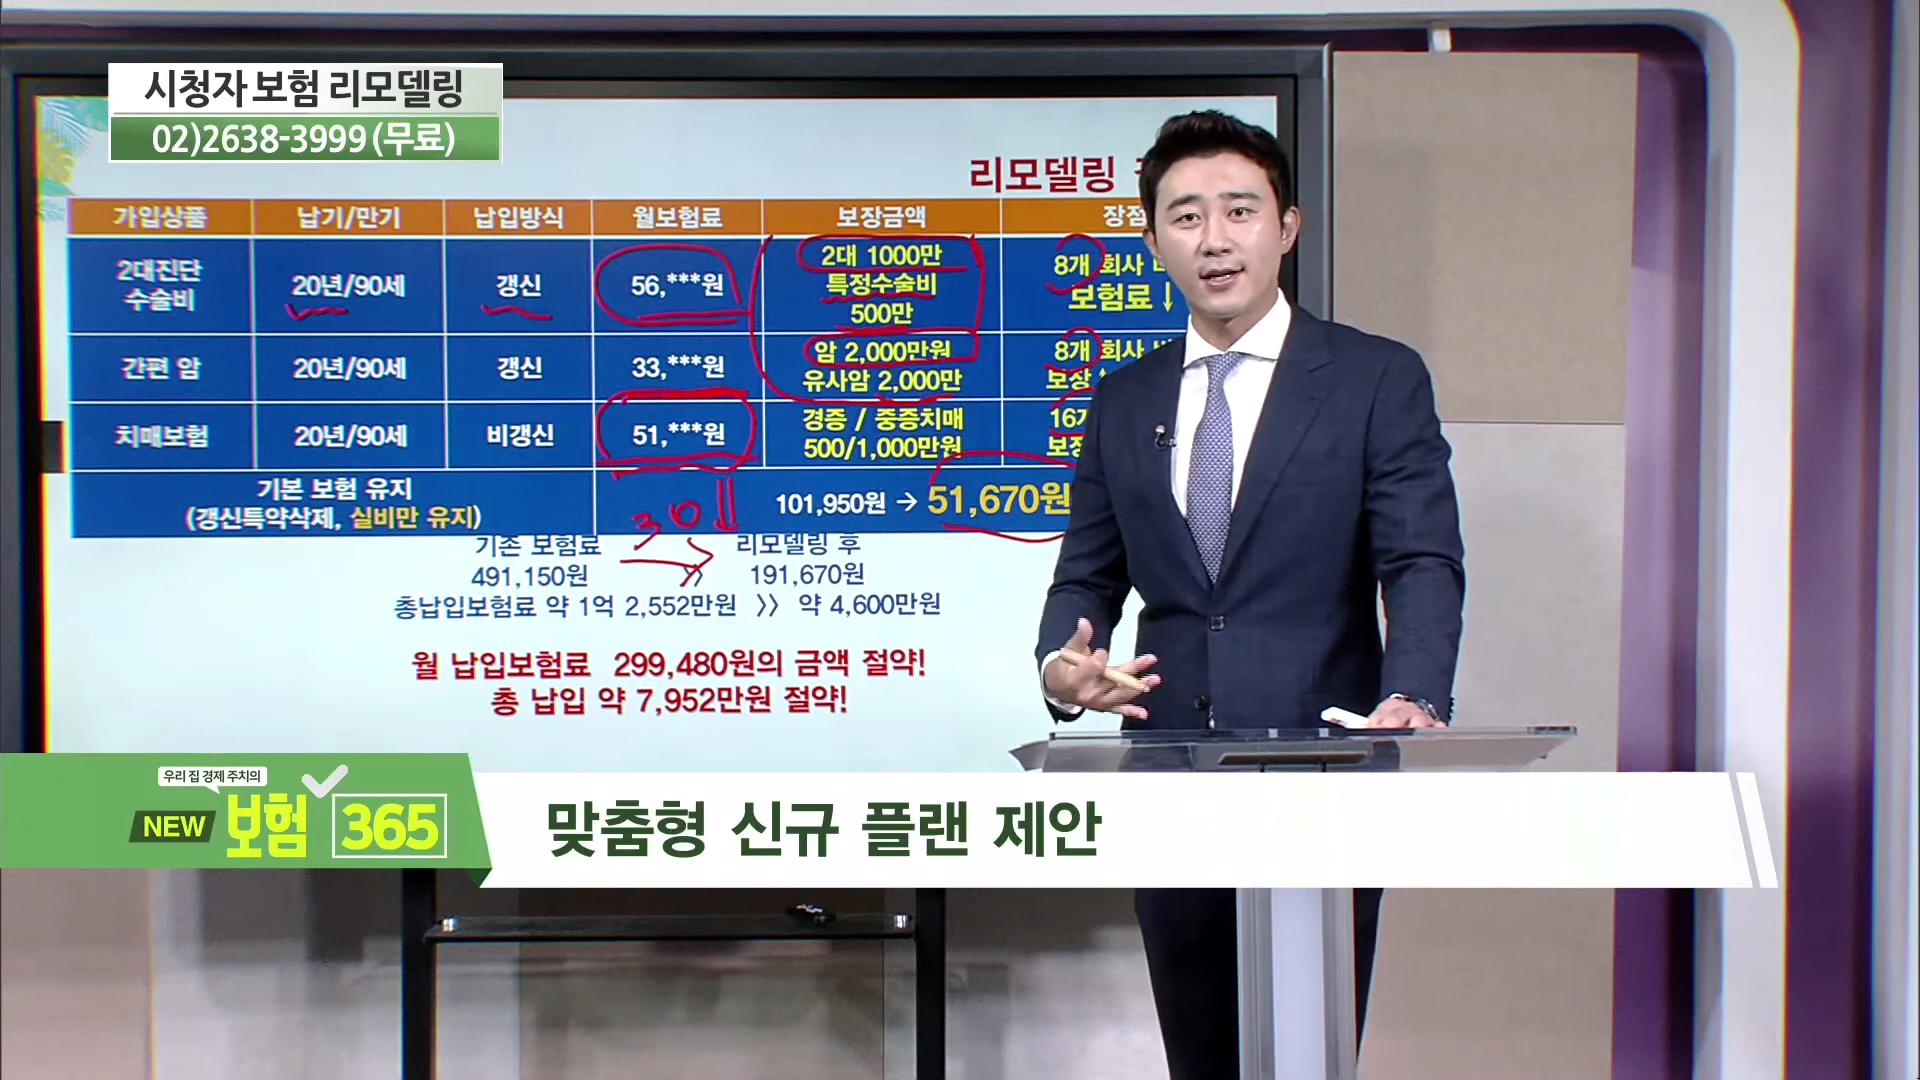 시청자 보험 리모델링
02)2638-3999 (무료)
리모델링
가입상품 납기/만기 납입방식 월보험료 보장금액 장점
2대진단
수술비
20년/90세
갱신
56,***원
2대 1000만
특정수술비
500만
8개 회사
보험료↓
간편 암
20년/90세
갱신
33,***원
암 2,000만원
유사암 2,000만
8개 회사
보장
치매보험
20년/90세
비갱신
51,***원
경증 / 중증치매
500/1,000만원
기본 보험 유지
(갱신특약삭제, 실비만 유지)
101,950원 → 51,670원
30
기존 보험료 리모델링 후
491,150원 》 191,670원
총납입보험료 약 1억 2,552만원 》 약 4,600만원
월 납입보험료 299,480원의 금액 절약!
총 납입 약 7,952만원 절약!
우리 집 경제 주치의
NEW 보험 365
맞춤형 신규 플랜 제안